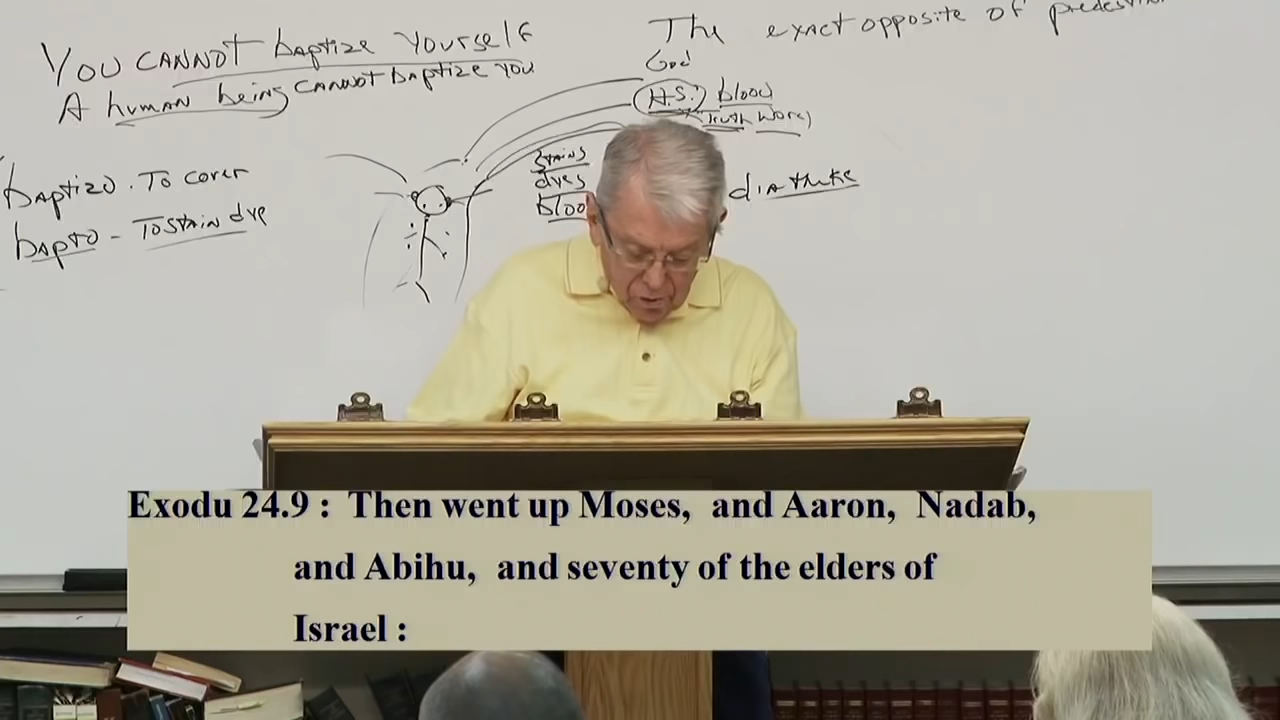 YOU CANNOT baptize YOURSELF
A human being CANNOT baptize YOU
baptizo. To cover
bapto - TO STAIN dye
The exact opposite of
God
H.S. blood
Truth Word
stains
dyes
diatheke
Exodu 24.9 : Then went up Moses, and Aaron, Nadab,
and Abihu, and seventy of the elders of
Israel :